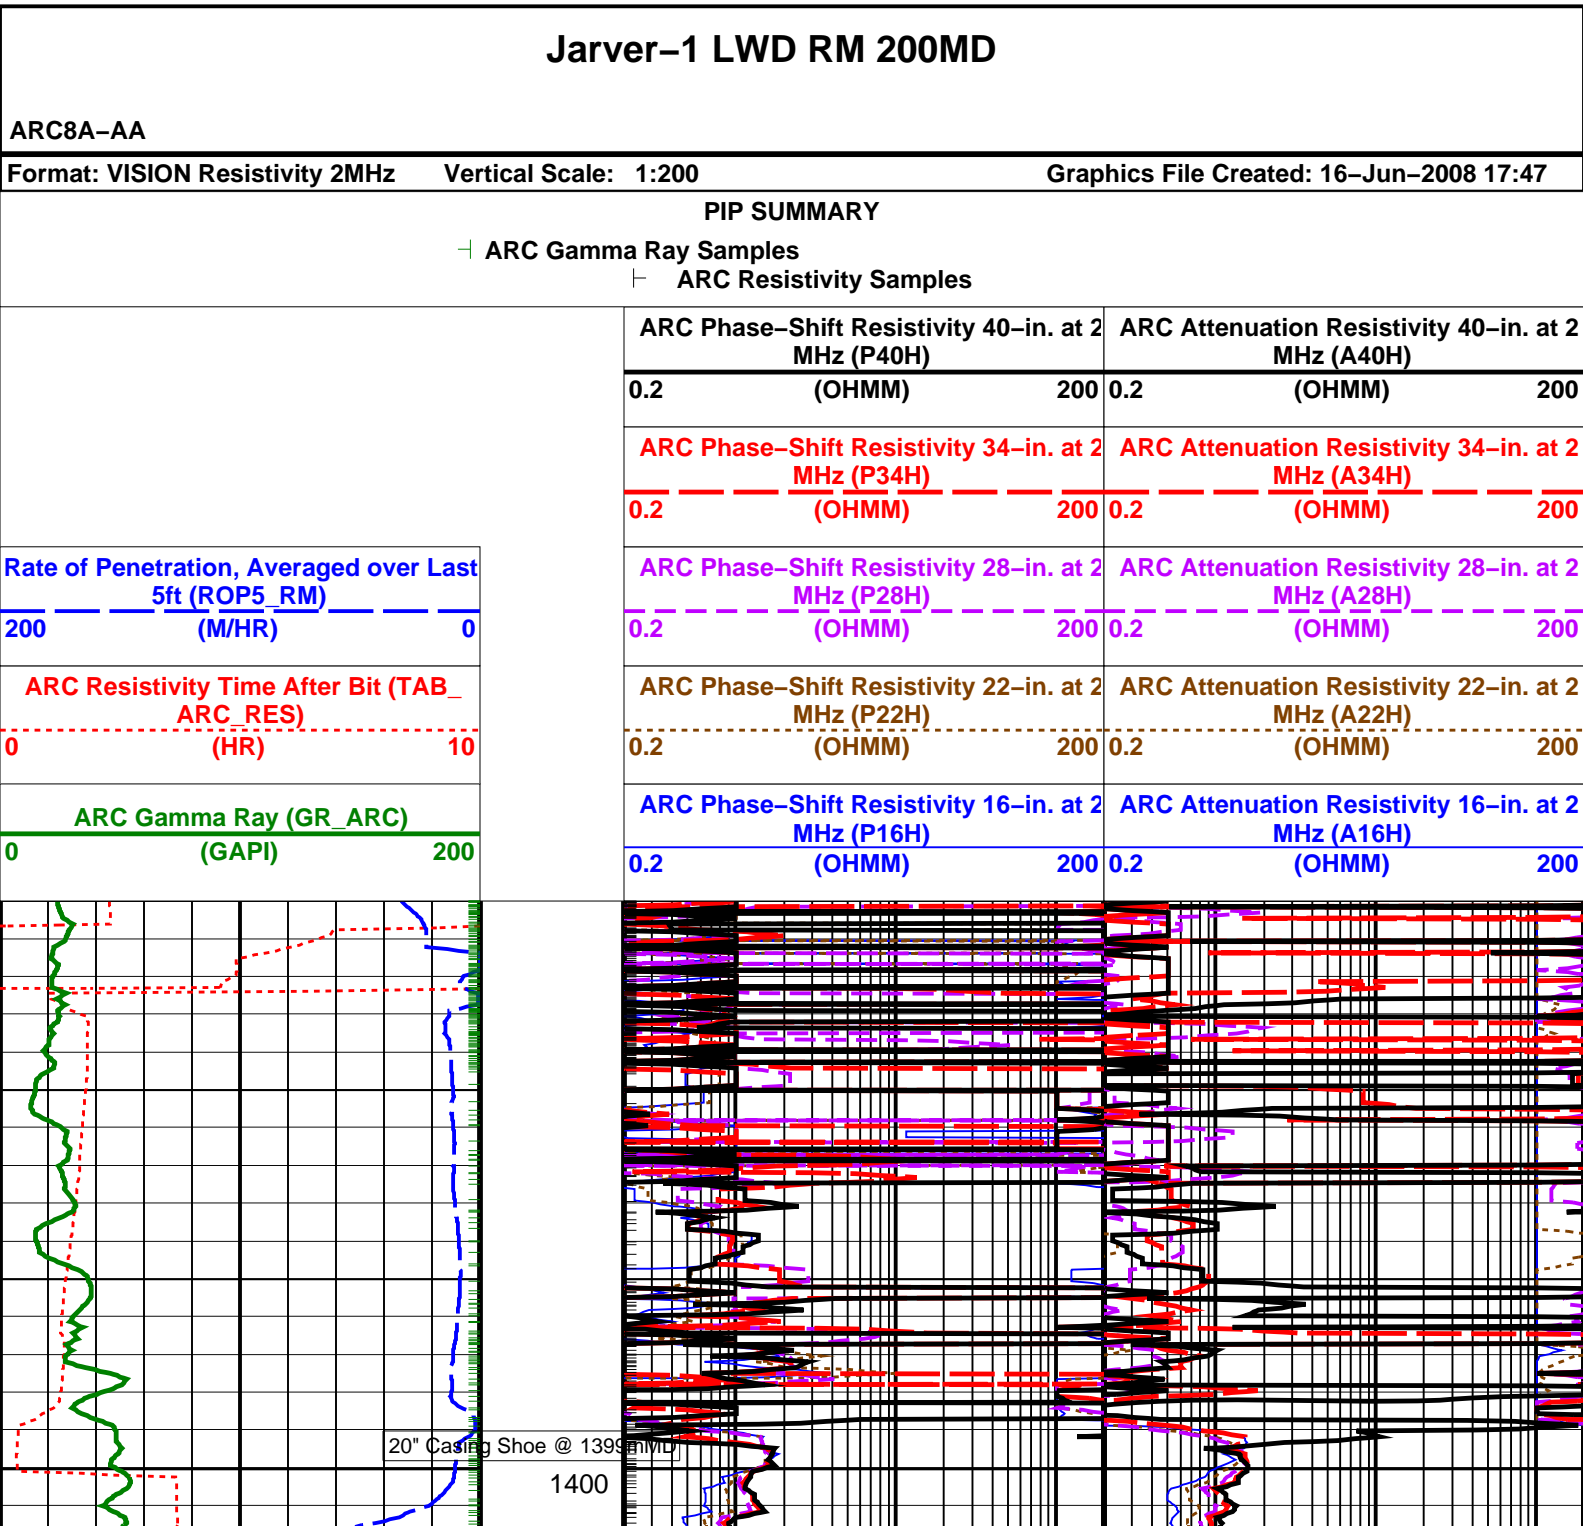 Jarver–1 LWD RM 200MD
ARC8A–AA
Format: VISION Resistivity 2MHz Vertical Scale: 1:200 Graphics File Created: 16–Jun–2008 17:47
PIP SUMMARY
ARC Gamma Ray Samples
ARC Resistivity Samples
ARC Phase–Shift Resistivity 40–in. at 2 ARC Attenuation Resistivity 40–in. at 2
MHz (P40H) MHz (A40H)
0.2 (OHMM) 200 0.2 (OHMM) 200
ARC Phase–Shift Resistivity 34–in. at 2 ARC Attenuation Resistivity 34–in. at 2
MHz (P34H) MHz (A34H)
0.2 (OHMM) 200 0.2 (OHMM) 200
Rate of Penetration, Averaged over Last ARC Phase–Shift Resistivity 28–in. at 2 ARC Attenuation Resistivity 28–in. at 2
5ft (ROP5_RM) MHz (P28H) MHz (A28H)
200 (M/HR) 0 0.2 (OHMM) 200 0.2 (OHMM) 200
ARC Resistivity Time After Bit (TAB_ ARC Phase–Shift Resistivity 22–in. at 2 ARC Attenuation Resistivity 22–in. at 2
ARC_RES) MHz (P22H) MHz (A22H)
0 (HR) 10 0.2 (OHMM) 200 0.2 (OHMM) 200
ARC Gamma Ray (GR_ARC) ARC Phase–Shift Resistivity 16–in. at 2 ARC Attenuation Resistivity 16–in. at 2
MHz (P16H) MHz (A16H)
0 (GAPI) 200 0.2 (OHMM) 200 0.2 (OHMM) 200
20" Casing Shoe @ 1399mMD
1400